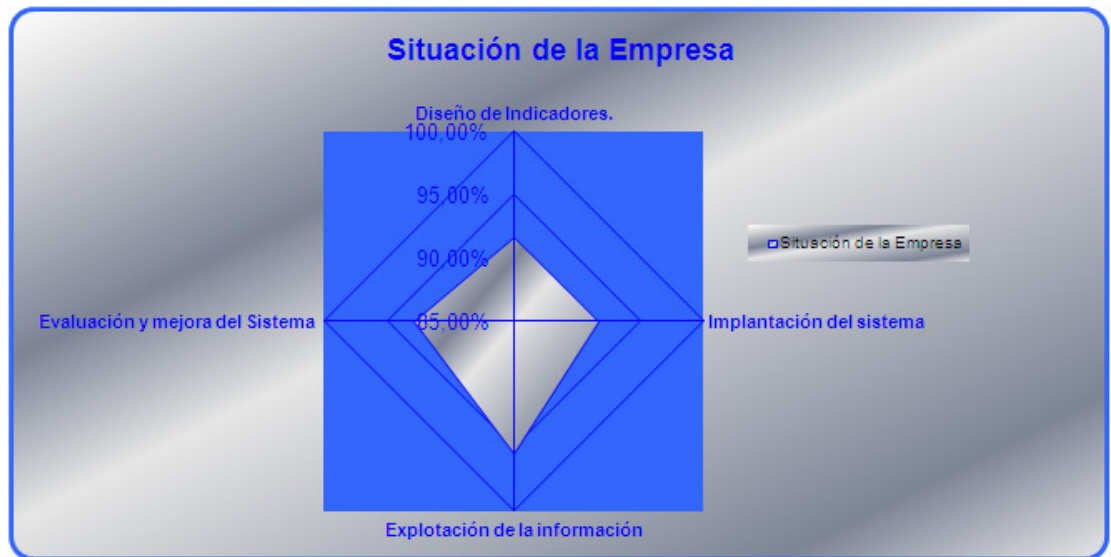 Situación de la Empresa
Diseño de Indicadores.
100,00%
95,00%
90,00%
85,00%
Situación de la Empresa
Evaluación y mejora del Sistema
Implantación del sistema
Explotación de la información